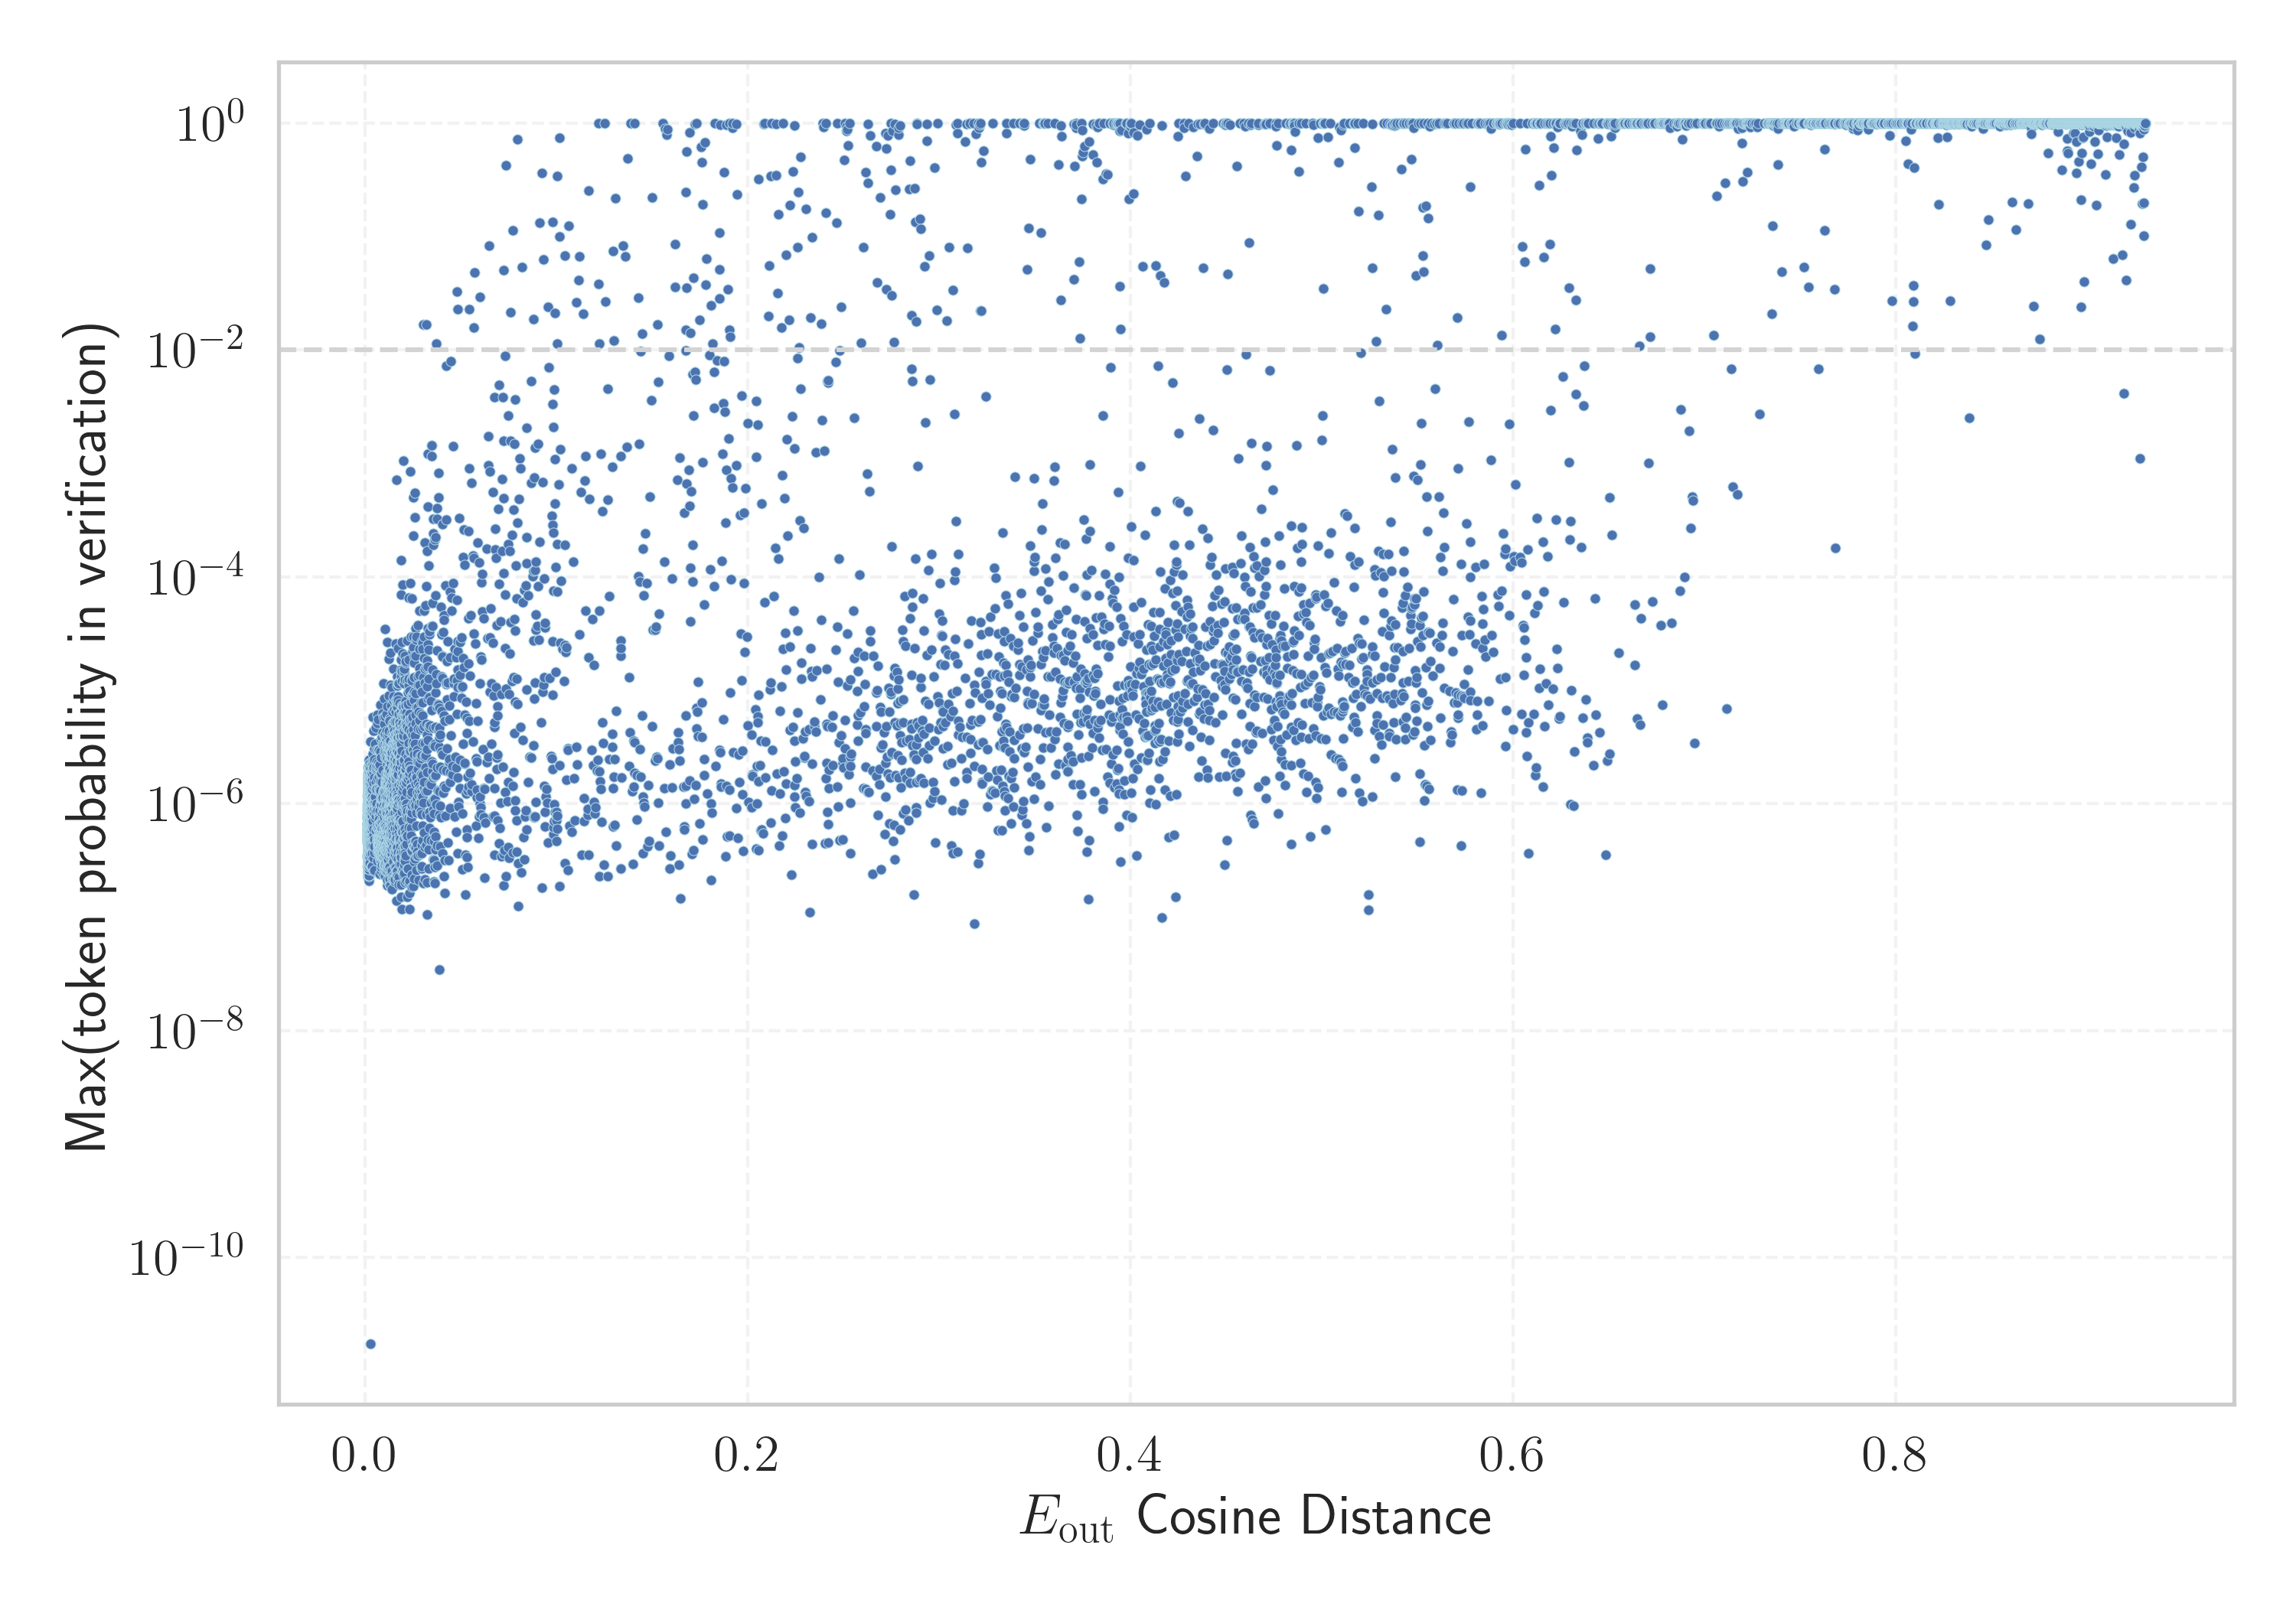 10^0
10^{-2}
10^{-4}
10^{-6}
10^{-8}
10^{-10}
Max(token probability in verification)
0.0 0.2 0.4 0.6 0.8
E_out Cosine Distance